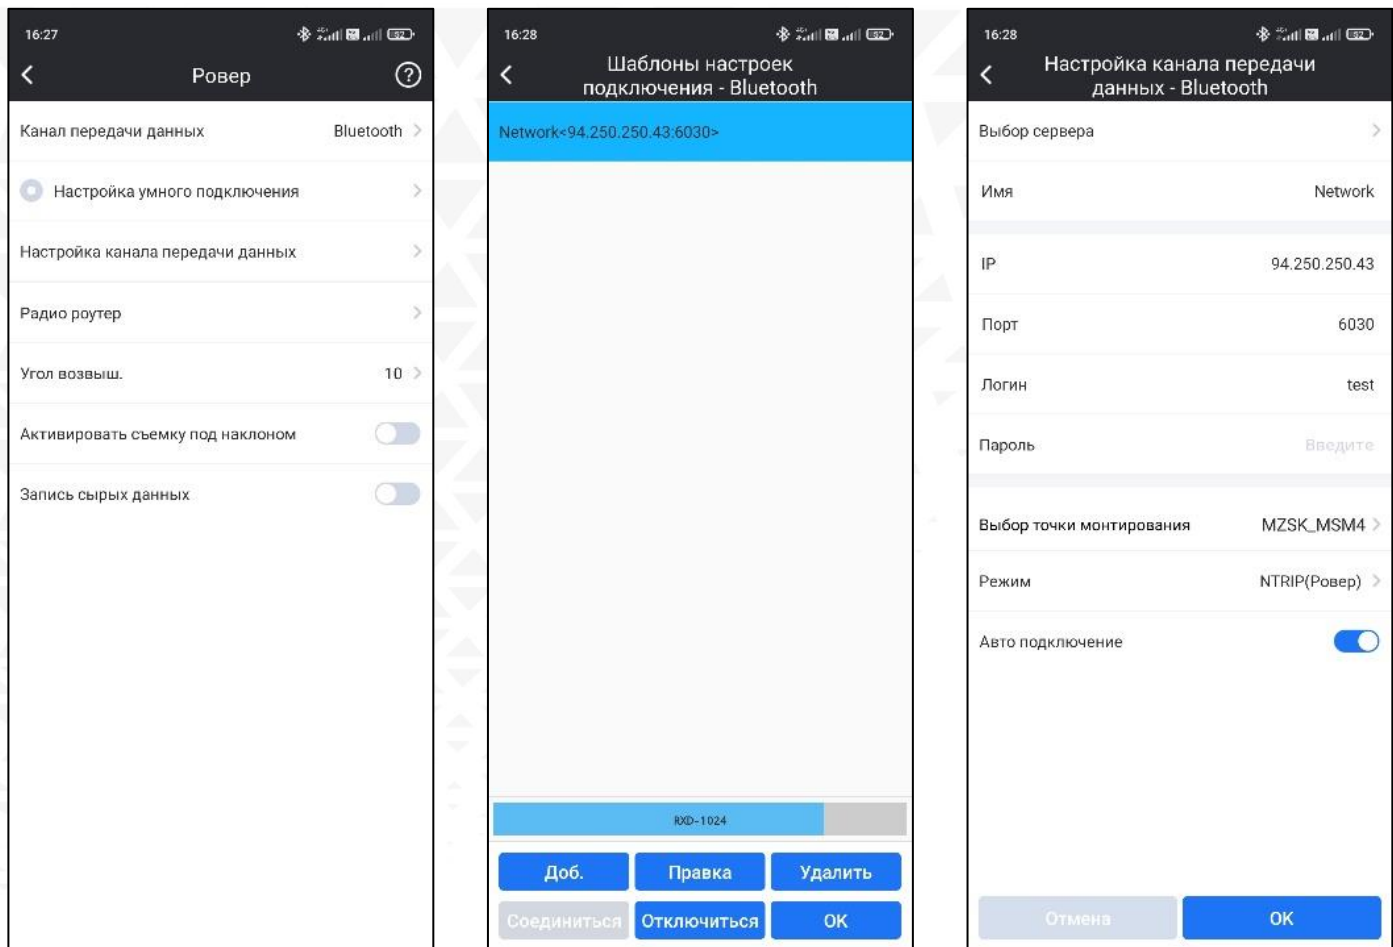 16:27
52
Ровер
Канал передачи данных Bluetooth
Настройка умного подключения
Настройка канала передачи данных
Радио роутер
Угол возвыш. 10
Активировать съемку под наклоном
Запись сырых данных
16:28
52
Шаблоны настроек
подключения - Bluetooth
Network<94.250.250.43:6030>
RXD-1024
Доб. Правка Удалить
Соединиться Отключиться OK
16:28
52
Настройка канала передачи
данных - Bluetooth
Выбор сервера
Имя Network
IP 94.250.250.43
Порт 6030
Логин test
Пароль Введите
Выбор точки монтирования MZSK_MSM4
Режим NTRIP(Ровер)
Авто подключение
Отмена OK